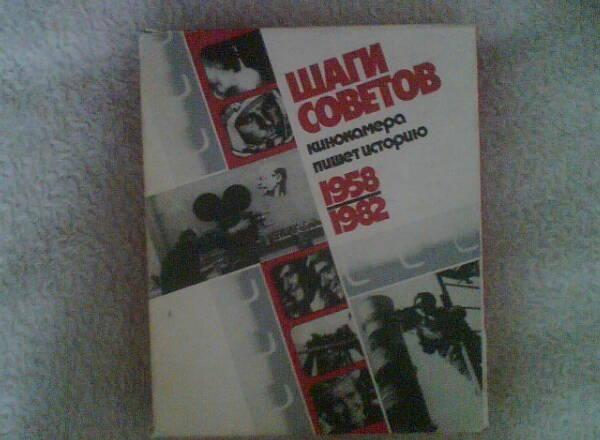 ШАГИ
СОВЕТОВ
кинокамера
пишет историю
1958
1982